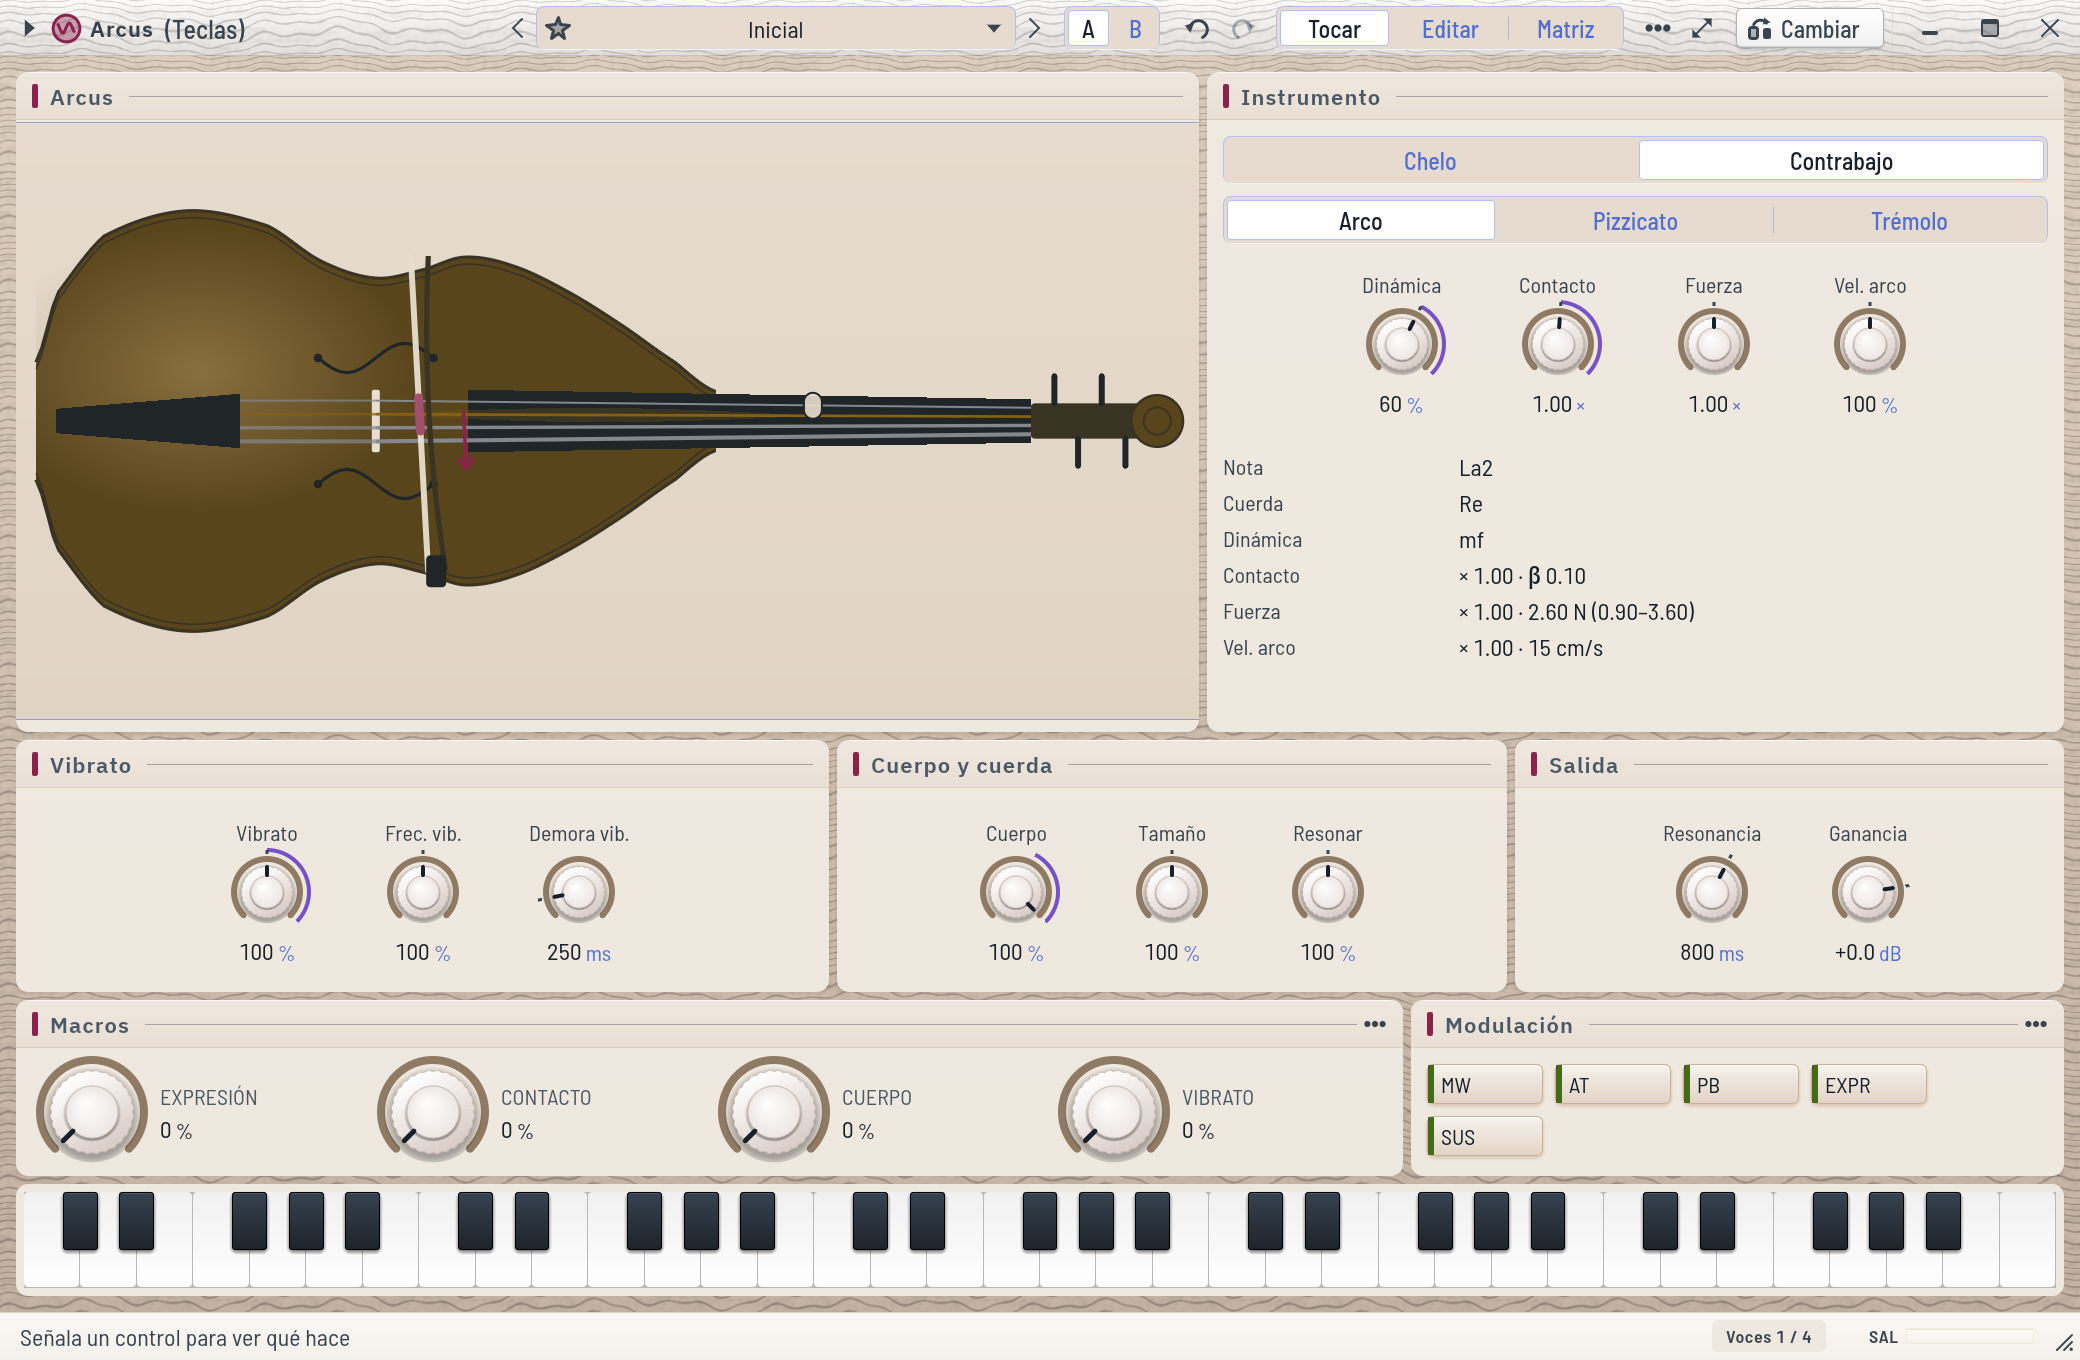 Arcus (Teclas)
Inicial
A B
Tocar Editar Matriz
Cambiar
Arcus
Instrumento
Chelo Contrabajo
Arco Pizzicato Trémolo
Dinámica Contacto Fuerza Vel. arco
60 % 1.00 × 1.00 × 100 %
Nota La2
Cuerda Re
Dinámica mf
Contacto × 1.00 · β 0.10
Fuerza × 1.00 · 2.60 N (0.90–3.60)
Vel. arco × 1.00 · 15 cm/s
Vibrato
Vibrato Frec. vib. Demora vib.
100 % 100 % 250 ms
Cuerpo y cuerda
Cuerpo Tamaño Resonar
100 % 100 % 100 %
Salida
Resonancia Ganancia
800 ms +0.0 dB
Macros
EXPRESIÓN
0 %
CONTACTO
0 %
CUERPO
0 %
VIBRATO
0 %
Modulación
MW AT PB EXPR
SUS
Señala un control para ver qué hace
Voces 1 / 4
SAL